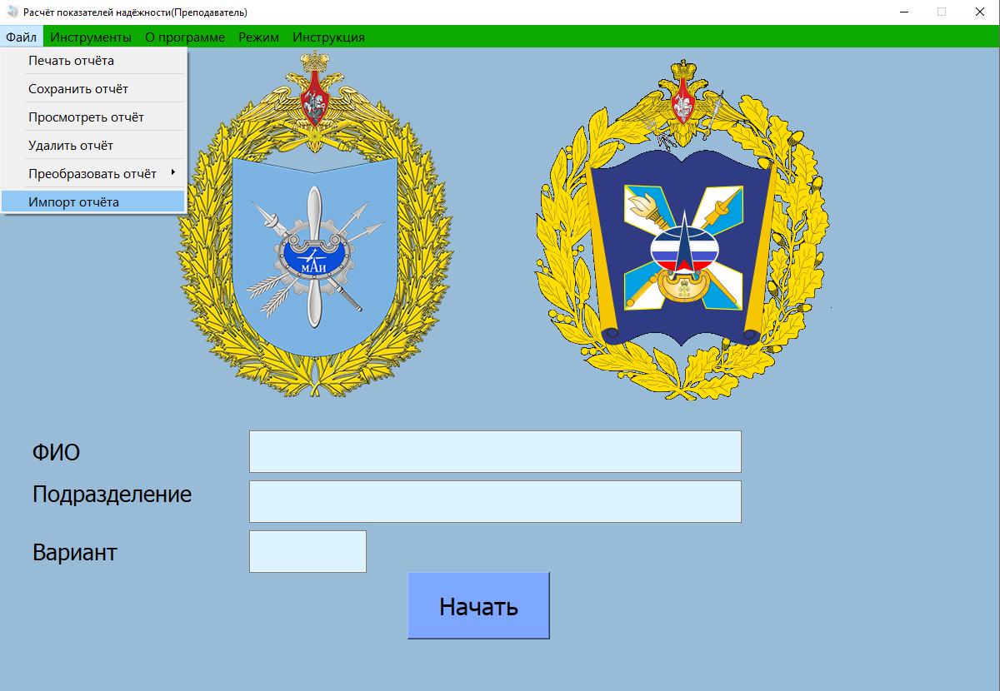 Расчёт показателей надёжности(Преподаватель)
Файл Инструменты О программе Режим Инструкция
Печать отчёта
Сохранить отчёт
Просмотреть отчёт
Удалить отчёт
Преобразовать отчёт
Импорт отчёта
МАИ
ФИО
Подразделение
Вариант
Начать